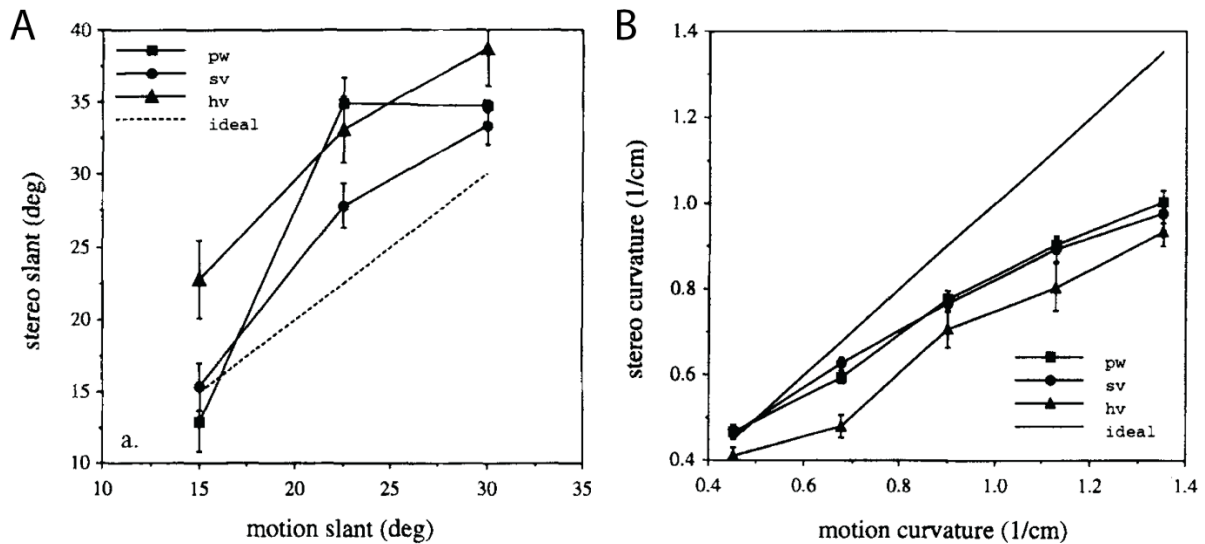 A
40
35
30
25
20
15
10
stereo slant (deg)
pw
sv
hv
ideal
a.
10
15
20
25
30
35
motion slant (deg)
B
1.4
1.2
1.0
0.8
0.6
0.4
stereo curvature (1/cm)
pw
sv
hv
ideal
0.4
0.6
0.8
1.0
1.2
1.4
motion curvature (1/cm)